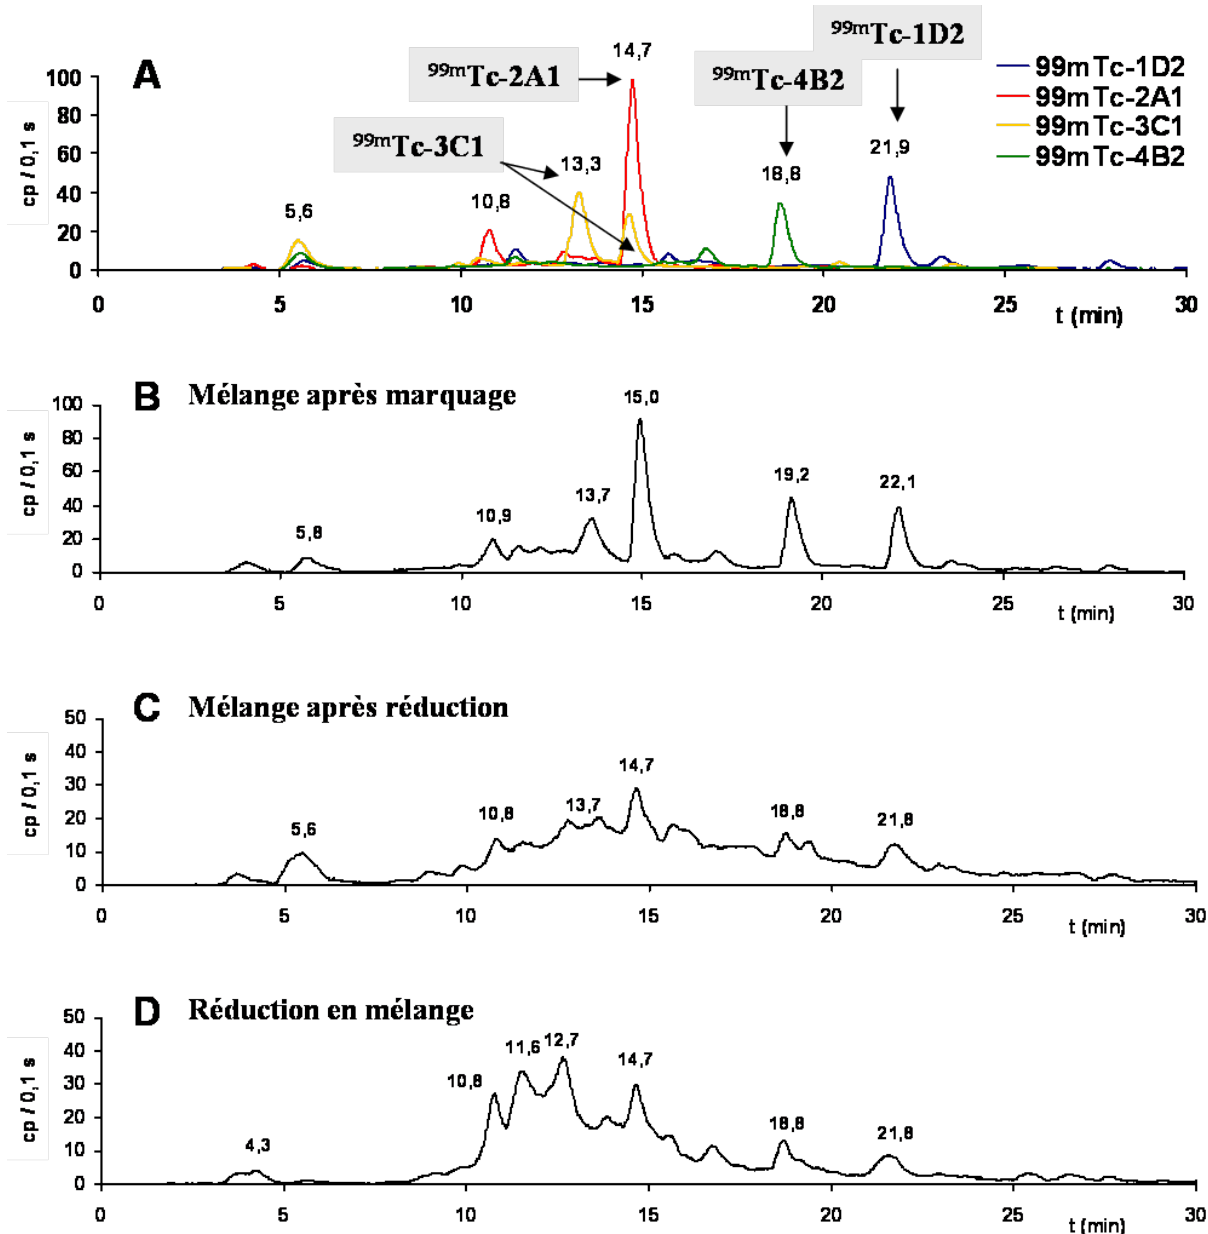 A
99mTc-2A1
99mTc-3C1
99mTc-4B2
99mTc-1D2
99mTc-1D2
99mTc-2A1
99mTc-3C1
99mTc-4B2
cp / 0,1 s
100
80
60
40
20
0
5,6
10,8
13,3
14,7
18,8
21,9
0 5 10 15 20 25 30
t (min)
B Mélange après marquage
cp / 0,1 s
100
80
60
40
20
0
5,8
10,9
13,7
15,0
19,2
22,1
0 5 10 15 20 25 30
t (min)
C Mélange après réduction
cp / 0,1 s
50
40
30
20
10
0
5,6
10,8
13,7
14,7
18,8
21,8
0 5 10 15 20 25 30
t (min)
D Réduction en mélange
cp / 0,1 s
50
40
30
20
10
0
4,3
10,8
11,6
12,7
14,7
18,8
21,8
0 5 10 15 20 25 30
t (min)